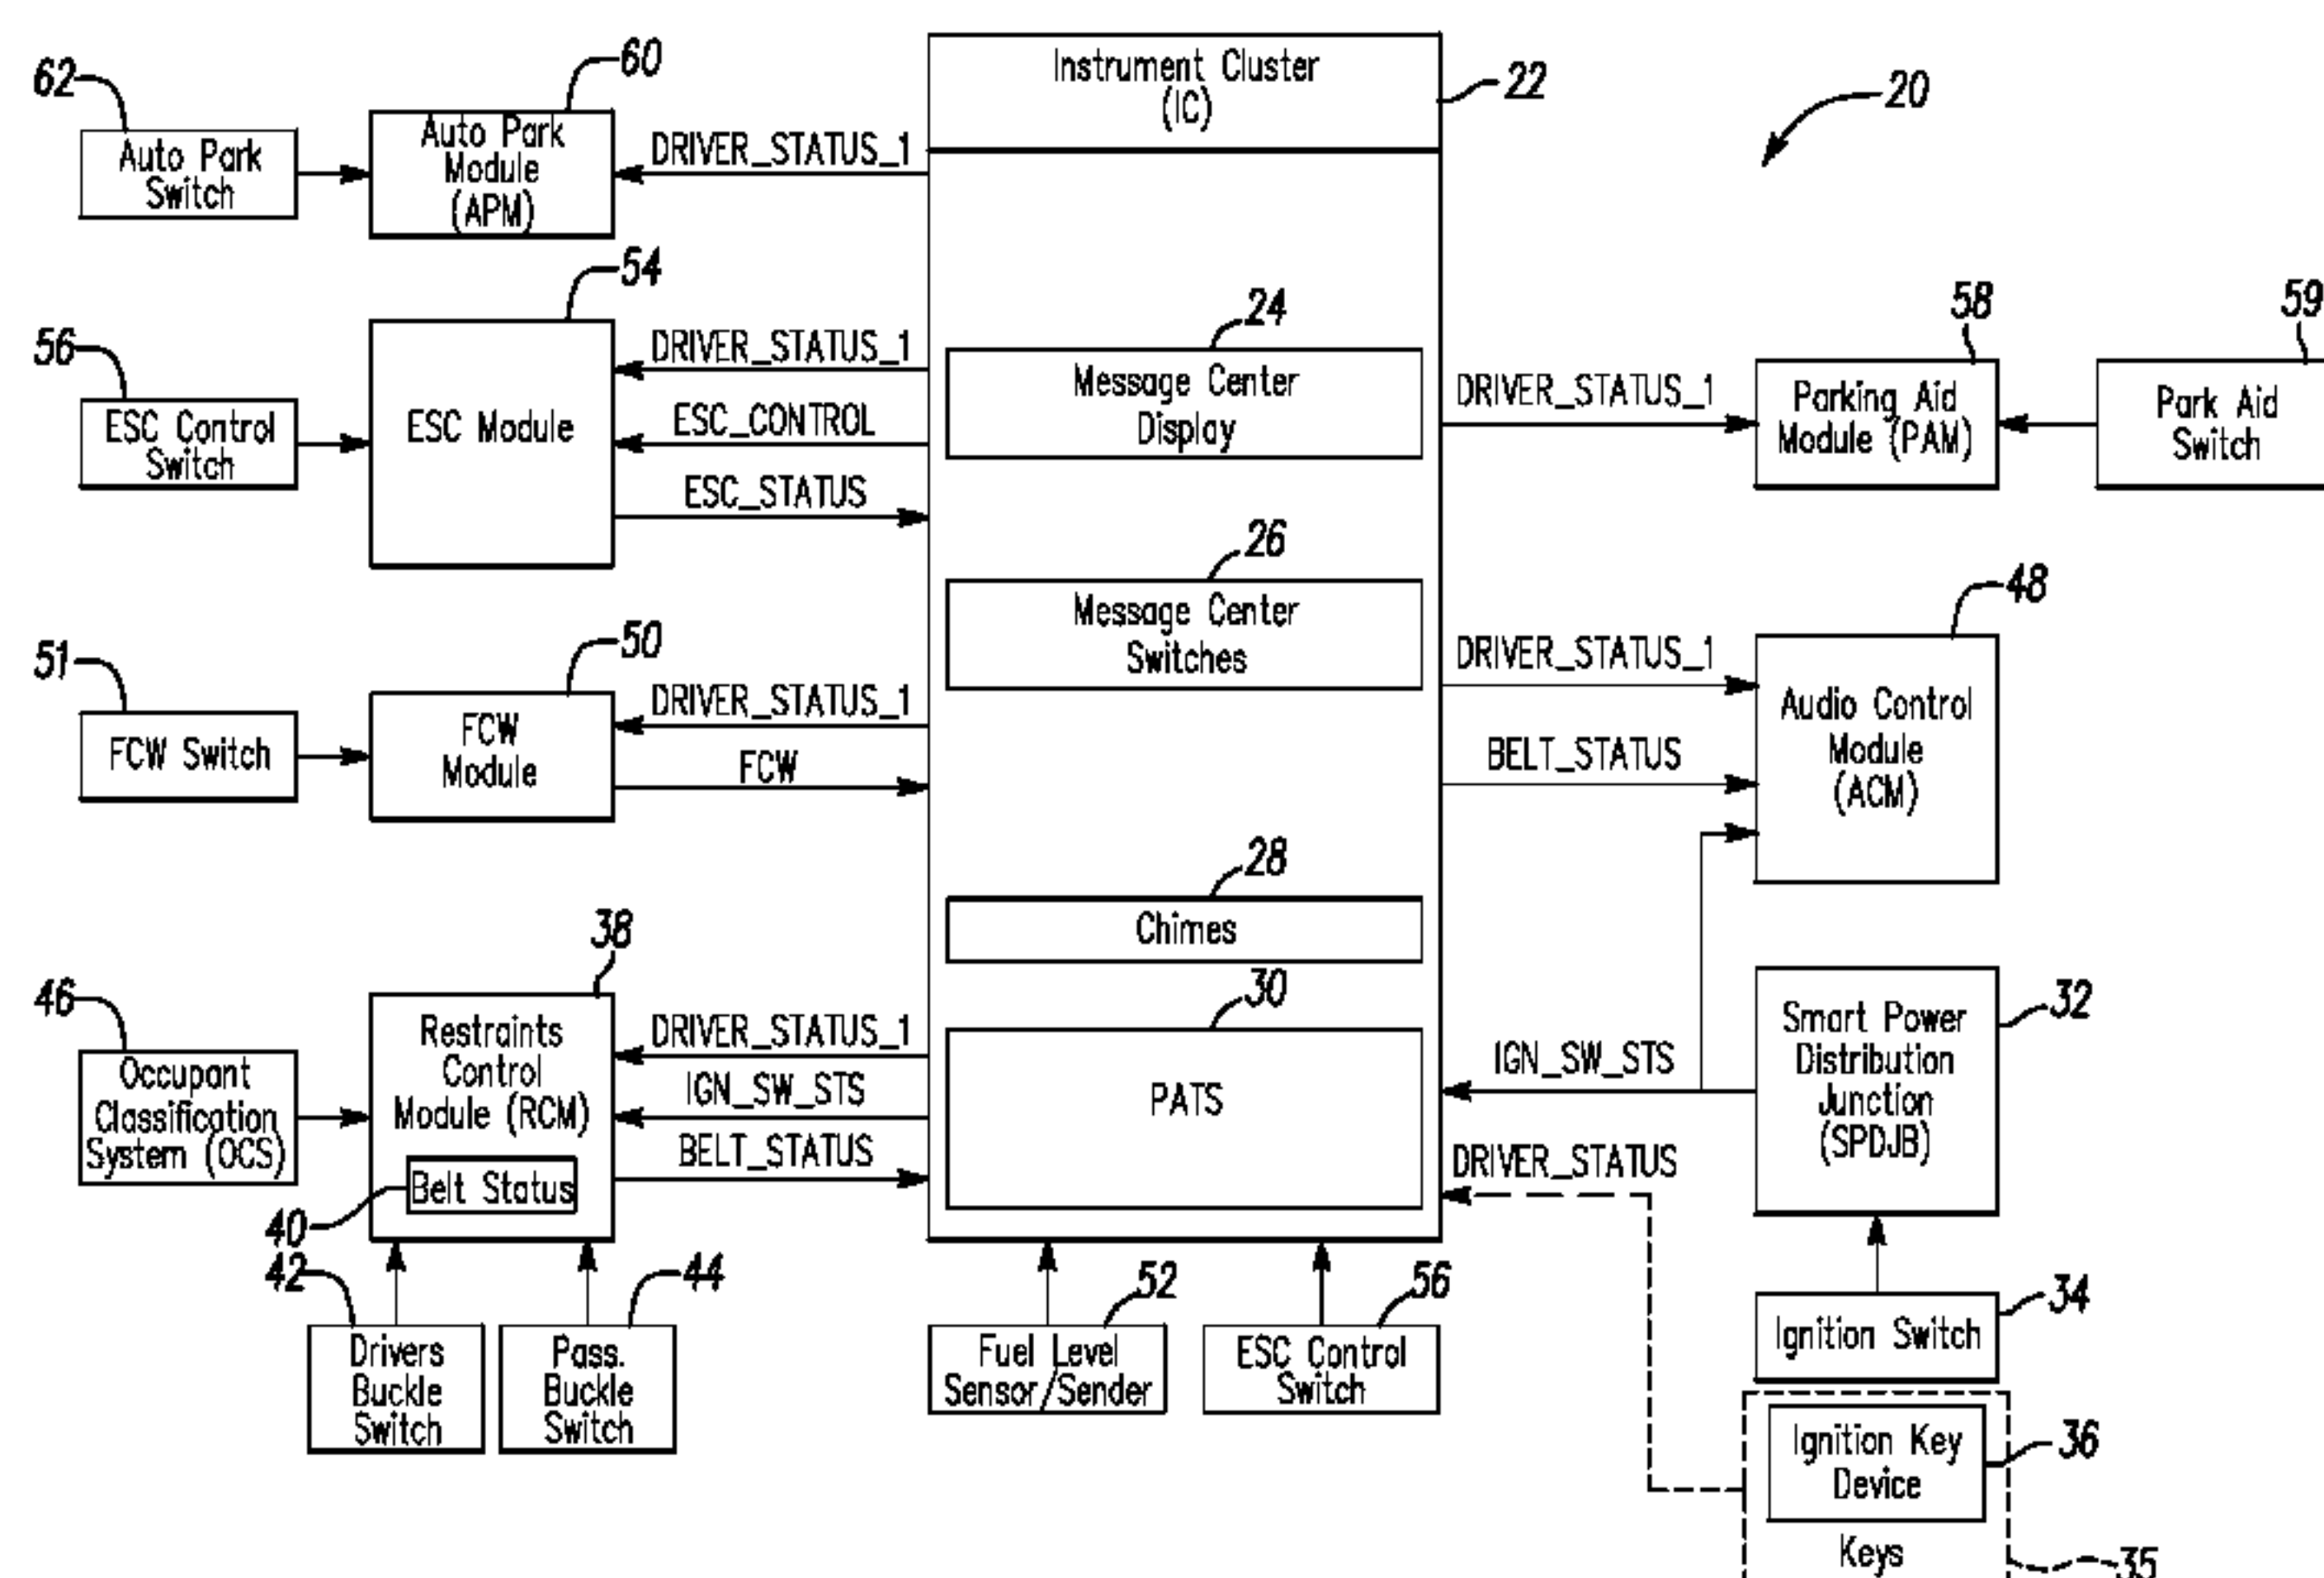 Instrument Cluster
(IC)
22
20
62
Auto Park
Switch
60
Auto Park
Module
(APM)
DRIVER_STATUS_1
56
ESC Control
Switch
54
ESC Module
DRIVER_STATUS_1
ESC_CONTROL
ESC_STATUS
24
Message Center
Display
DRIVER_STATUS_1
58
Parking Aid
Module (PAM)
59
Park Aid
Switch
51
FCW Switch
50
FCW
Module
DRIVER_STATUS_1
FCW
26
Message Center
Switches
DRIVER_STATUS_1
BELT_STATUS
48
Audio Control
Module
(ACM)
28
Chimes
46
Occupant
Classification
System (OCS)
38
Restraints
Control
Module (RCM)
Belt Status
40
DRIVER_STATUS_1
IGN_SW_STS
BELT_STATUS
30
PATS
IGN_SW_STS
DRIVER_STATUS
32
Smart Power
Distribution
Junction
(SPDJB)
42
Drivers
Buckle
Switch
44
Pass.
Buckle
Switch
52
Fuel Level
Sensor/Sender
56
ESC Control
Switch
34
Ignition Switch
36
Ignition Key
Device
Keys
35